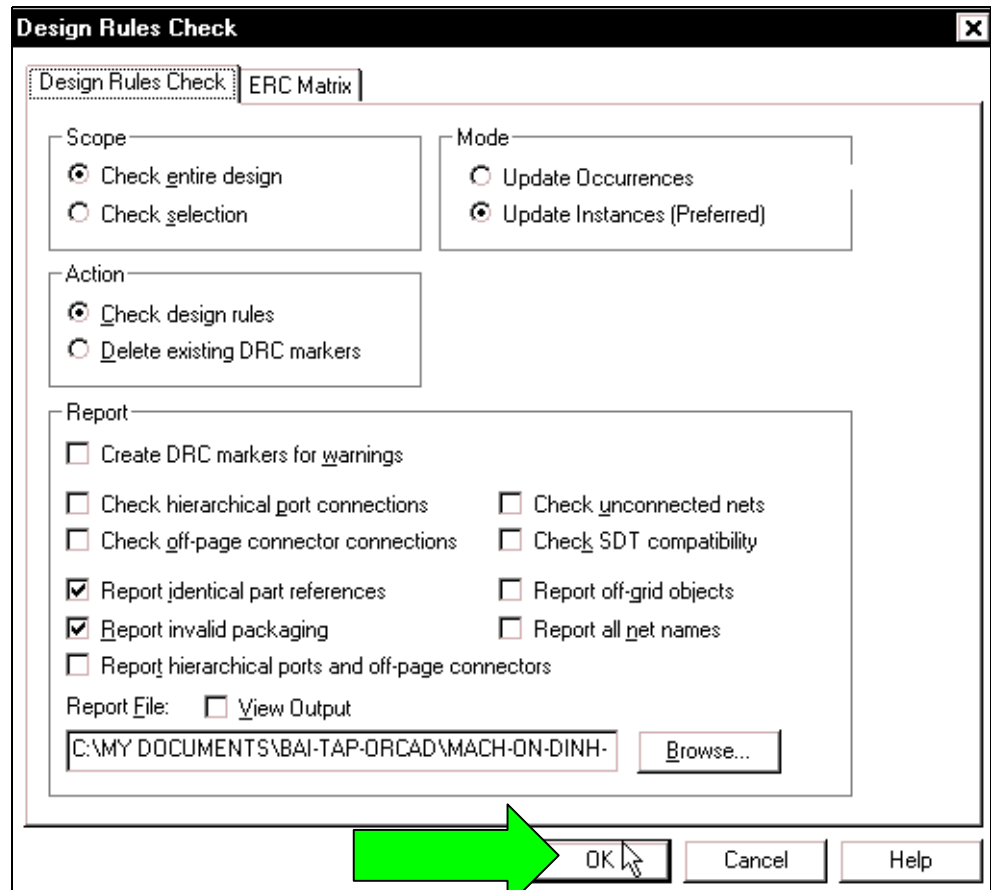 Design Rules Check
Design Rules Check ERC Matrix
Scope
Check entire design
Check selection
Mode
Update Occurrences
Update Instances (Preferred)
Action
Check design rules
Delete existing DRC markers
Report
Create DRC markers for warnings
Check hierarchical port connections Check unconnected nets
Check off-page connector connections Check SDT compatibility
Report identical part references Report off-grid objects
Report invalid packaging Report all net names
Report hierarchical ports and off-page connectors
Report File: View Output
C:\MY DOCUMENTS\BAI-TAP-ORCAD\MACH-ON-DINH- Browse...
OK Cancel Help